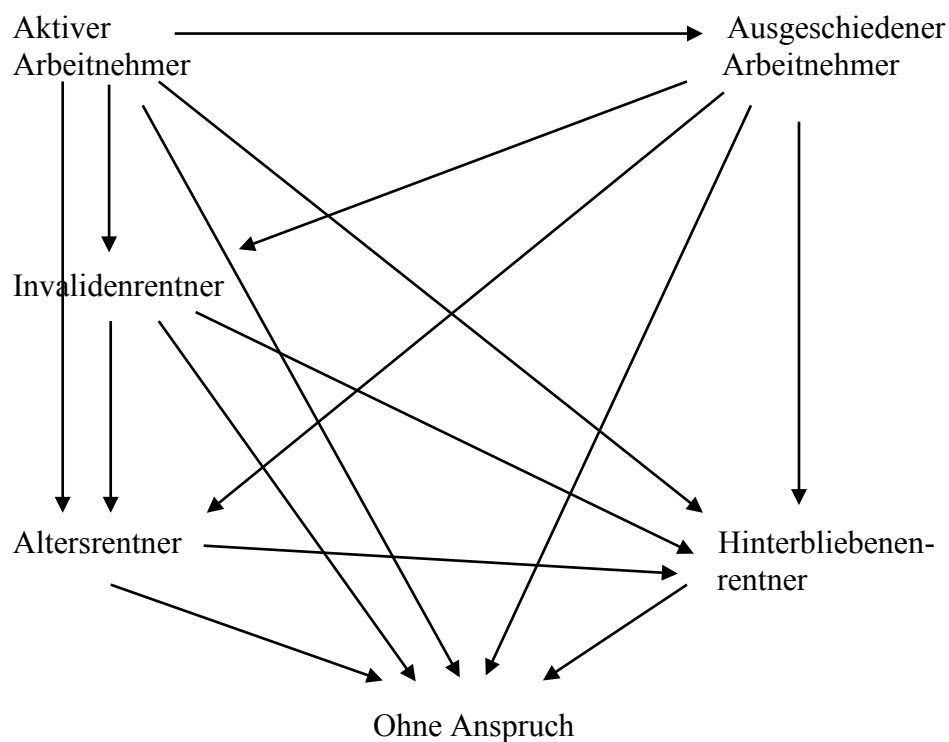 Aktiver
Arbeitnehmer
Ausgeschiedener
Arbeitnehmer
Invalidenrentner
Altersrentner
Hinterbliebenen-
rentner
Ohne Anspruch